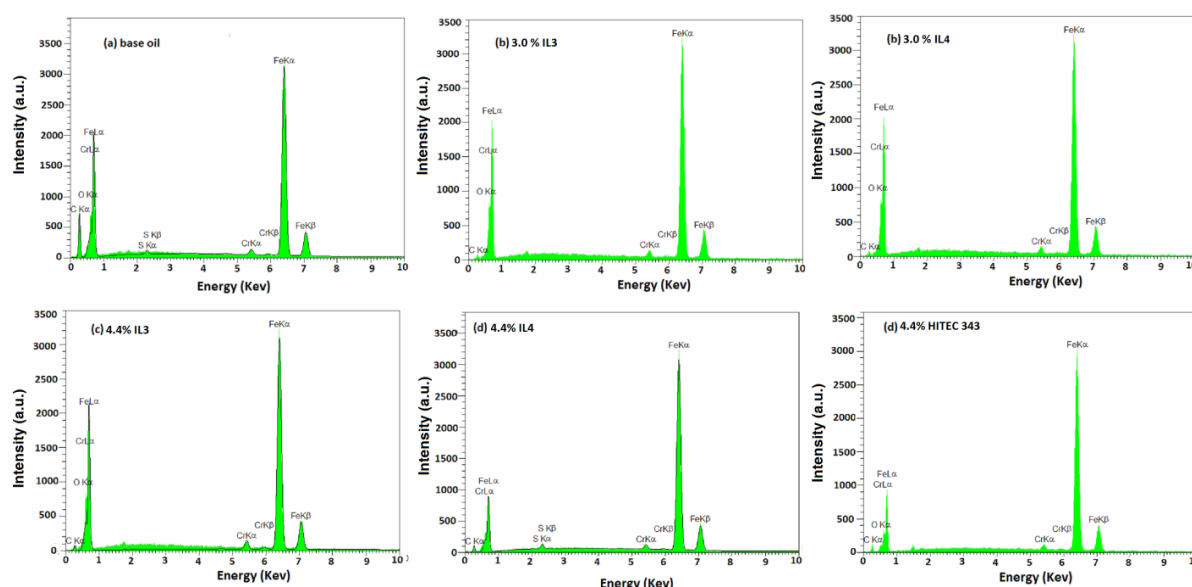 (a) base oil
Intensity (a.u.)
3500
3000
2500
2000
1500
1000
500
0
FeKα
FeLα
CrLα
O Kα
C Kα
S Kβ
S Kα
CrKα
CrKβ
FeKβ
0 1 2 3 4 5 6 7 8 9 10
Energy (Kev)
(b) 3.0 % IL3
Intensity (a.u.)
3500
3000
2500
2000
1500
1000
500
0
FeKα
FeLα
CrLα
O Kα
C Kα
CrKα
CrKβ
FeKβ
0 1 2 3 4 5 6 7 8 9 10
Energy (Kev)
(b) 3.0 % IL4
Intensity (a.u.)
3500
3000
2500
2000
1500
1000
500
0
FeKα
FeLα
CrLα
O Kα
C Kα
CrKα
CrKβ
FeKβ
0 1 2 3 4 5 6 7 8 9 10
Energy (Kev)
(c) 4.4% IL3
Intensity (a.u.)
3500
3000
2500
2000
1500
1000
500
0
FeKα
FeLα
CrLα
O Kα
C Kα
CrKα
CrKβ
FeKβ
0 1 2 3 4 5 6 7 8 9 10
Energy (Kev)
(d) 4.4% IL4
Intensity (a.u.)
3500
3000
2500
2000
1500
1000
500
0
FeKα
FeLα
CrLα
C Kα
S Kβ
S Kα
CrKα
CrKβ
FeKβ
0 1 2 3 4 5 6 7 8 9 10
Energy (Kev)
(d) 4.4% HITEC 343
Intensity (a.u.)
3500
3000
2500
2000
1500
1000
500
0
FeKα
FeLα
CrLα
O Kα
C Kα
CrKα
CrKβ
FeKβ
0 1 2 3 4 5 6 7 8 9 10
Energy (Kev)